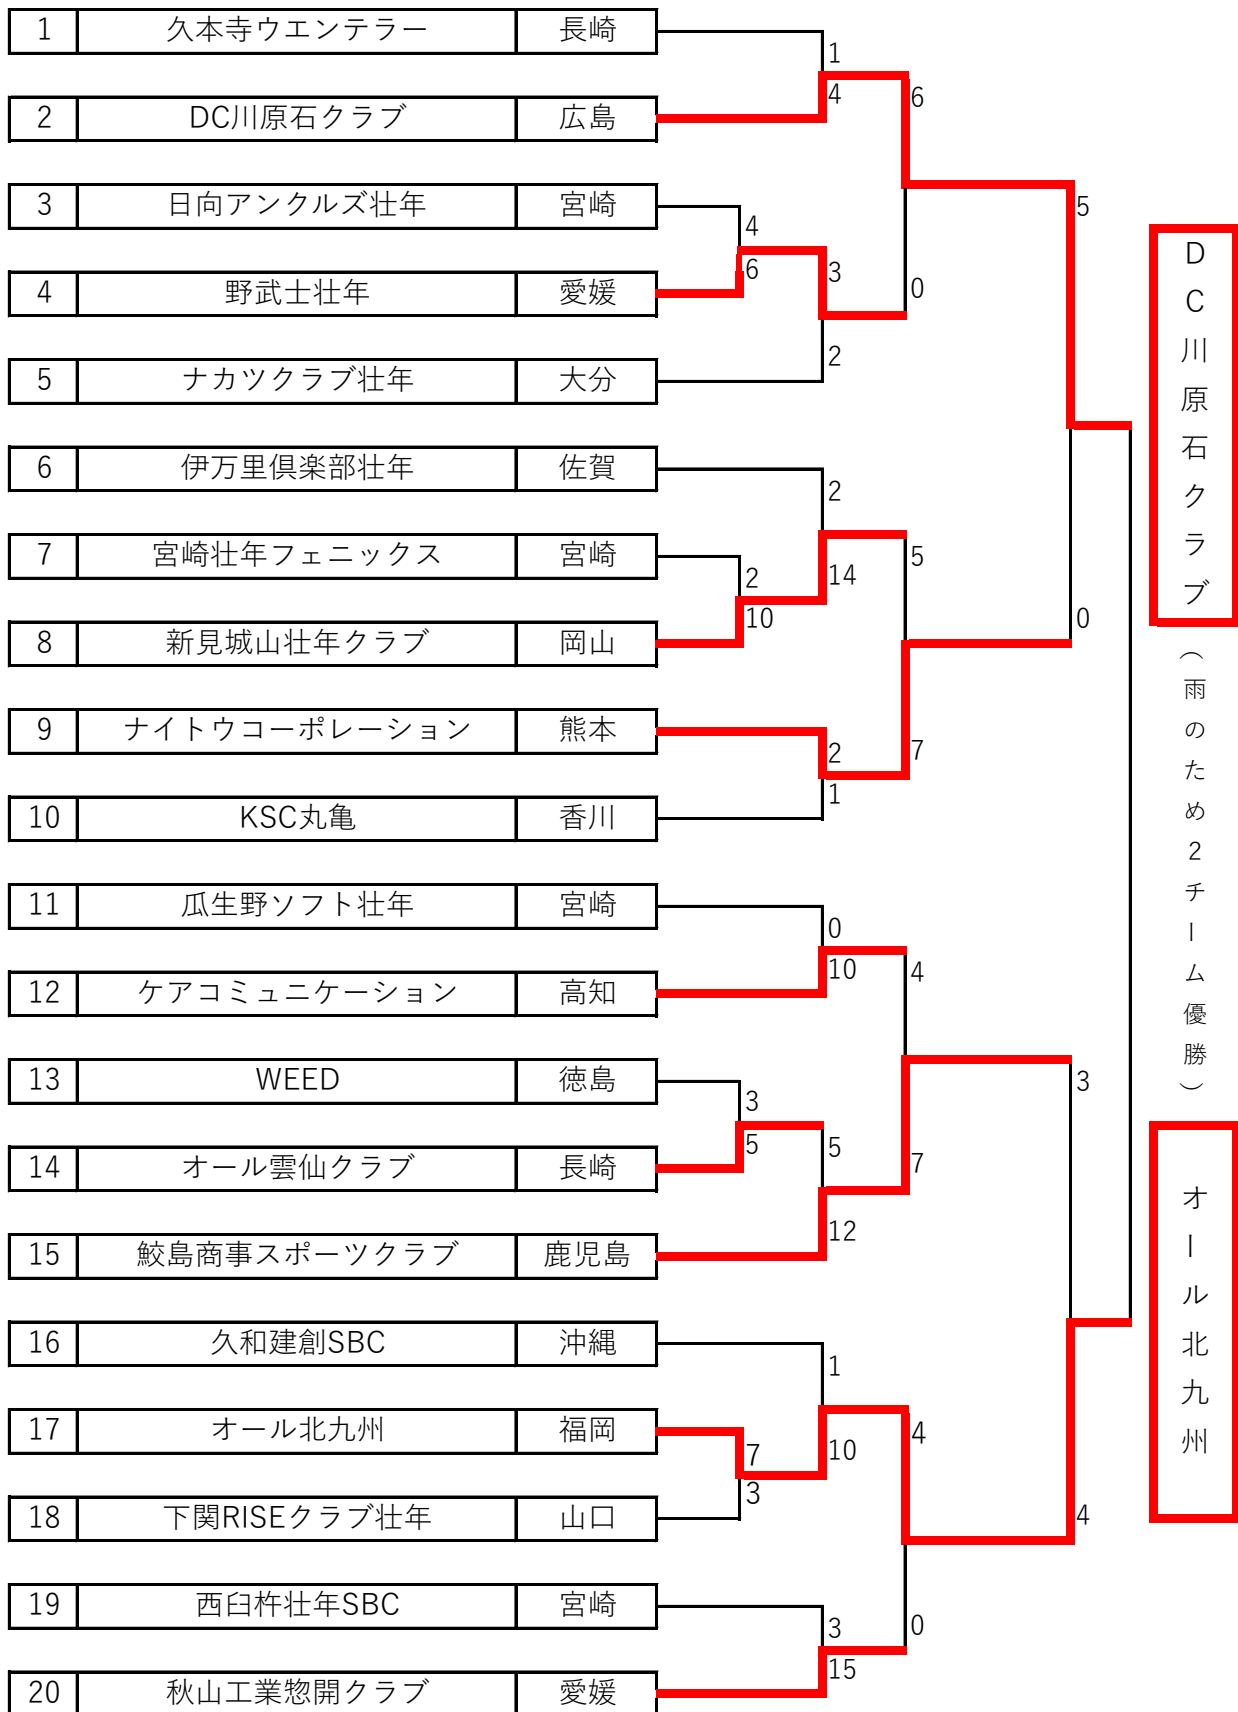 1 久本寺ウエンテラー 長崎
1
4
6
2 DC川原石クラブ 広島
3 日向アンクルズ壮年 宮崎
4
6
3
0
5
4 野武士壮年 愛媛
2
5 ナカツクラブ壮年 大分
6 伊万里倶楽部壮年 佐賀
2
7 宮崎壮年フェニックス 宮崎
2
10
14
5
0
8 新見城山壮年クラブ 岡山
9 ナイトウコーポレーション 熊本
2
1
7
10 KSC丸亀 香川
11 瓜生野ソフト壮年 宮崎
0
10
4
12 ケアコミュニケーション 高知
13 WEED 徳島
3
5
5
7
3
14 オール雲仙クラブ 長崎
12
15 鮫島商事スポーツクラブ 鹿児島
16 久和建創SBC 沖縄
1
17 オール北九州 福岡
7
3
10
4
4
18 下関RISEクラブ壮年 山口
19 西臼杵壮年SBC 宮崎
3
15
0
20 秋山工業惣開クラブ 愛媛
DC川原石クラブ
（雨のため2チーム優勝）
オール北九州